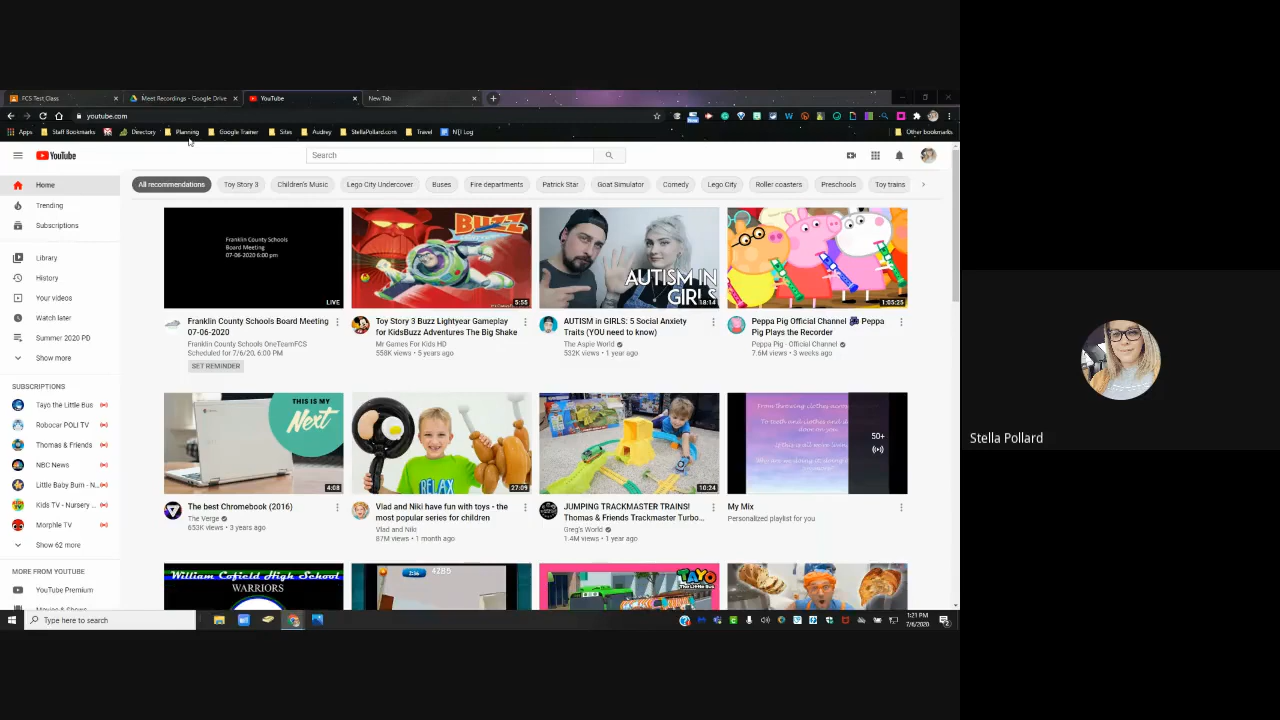 FCS Test Class
Meet Recordings - Google Drive
YouTube
New Tab
youtube.com
Apps
Staff Bookmarks
Directory
Planning
Google Trainer
Sites
Audrey
StellaPollard.com
Travel
NTI Log
Other bookmarks
YouTube
Search
Home
Trending
Subscriptions
Library
History
Your videos
Watch later
Summer 2020 PD
Show more
SUBSCRIPTIONS
Tayo the Little Bus
Robocar POLI TV
Thomas & Friends
NBC News
Little Baby Bum - N...
Kids TV - Nursery ...
Morphle TV
Show 62 more
MORE FROM YOUTUBE
YouTube Premium
All recommendations
Toy Story 3
Children's Music
Lego City Undercover
Buses
Fire departments
Patrick Star
Goat Simulator
Comedy
Lego City
Roller coasters
Preschools
Toy trains
Franklin County Schools
Board Meeting
07-06-2020 6:00 pm
LIVE
Franklin County Schools Board Meeting
07-06-2020
Franklin County Schools OneTeamFCS
Scheduled for 7/6/20, 6:00 PM
SET REMINDER
BUZZ
5:55
Toy Story 3 Buzz Lightyear Gameplay
for KidsBuzz Adventures The Big Shake
Mr Games For Kids HD
558K views • 5 years ago
AUTISM IN
GIRLS
18:14
AUTISM in GIRLS: 5 Social Anxiety
Traits (YOU need to know)
The Aspie World
532K views • 1 year ago
1:05:25
Peppa Pig Official Channel Peppa
Pig Plays the Recorder
Peppa Pig - Official Channel
7.6M views • 3 weeks ago
THIS IS MY
Next
4:08
The best Chromebook (2016)
The Verge
653K views • 3 years ago
RELAX
27:09
Vlad and Niki have fun with toys - the
most popular series for children
Vlad and Niki
87M views • 1 month ago
10:24
JUMPING TRACKMASTER TRAINS!
Thomas & Friends Trackmaster Turbo...
Greg's World
1.4M views • 1 year ago
50+
My Mix
Personalized playlist for you
William Cofield High School
WARRIORS
4285
TAYO
Type here to search
1:21 PM
7/6/2020
Stella Pollard